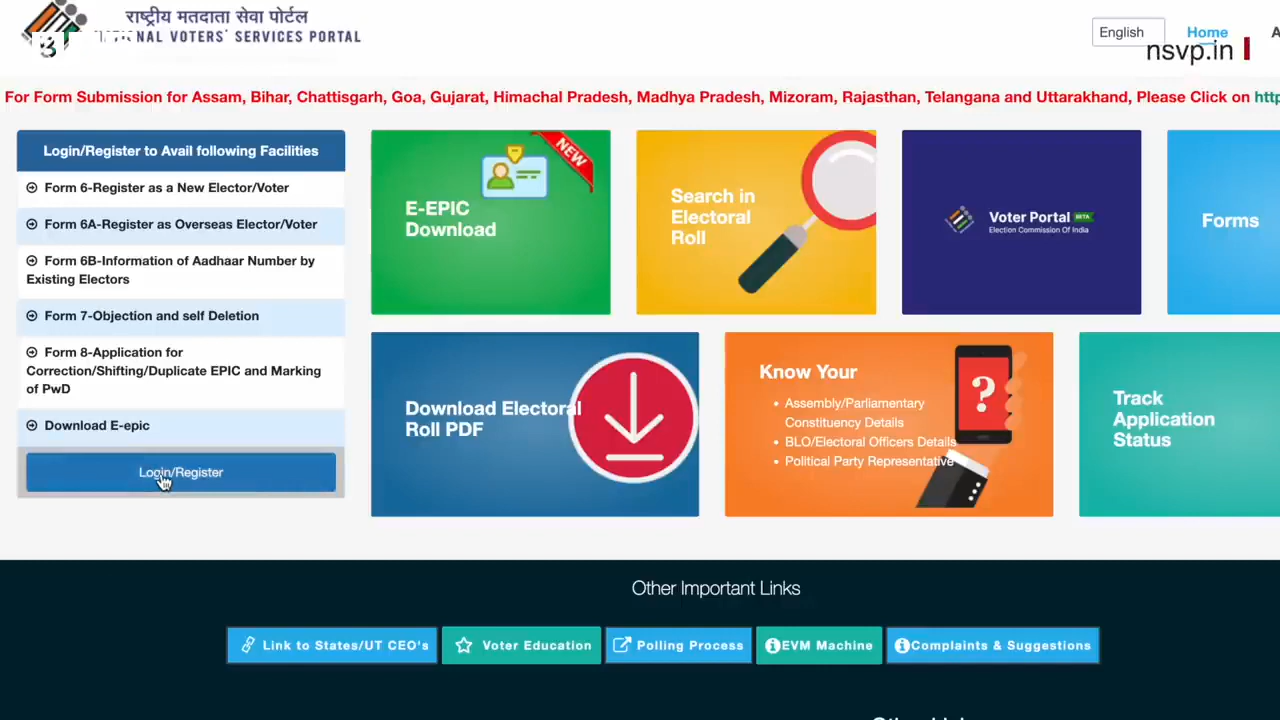 राष्ट्रीय मतदाता सेवा पोर्टल
VOTERS' SERVICES PORTAL
English
Home
nsvp.in
For Form Submission for Assam, Bihar, Chattisgarh, Goa, Gujarat, Himachal Pradesh, Madhya Pradesh, Mizoram, Rajasthan, Telangana and Uttarakhand, Please Click on
Login/Register to Avail following Facilities
Form 6-Register as a New Elector/Voter
Form 6A-Register as Overseas Elector/Voter
Form 6B-Information of Aadhaar Number by
Existing Electors
Form 7-Objection and self Deletion
Form 8-Application for
Correction/Shifting/Duplicate EPIC and Marking
of PwD
Download E-epic
Login/Register
NEW
E-EPIC
Download
Search in
Electoral
Roll
Voter Portal BETA
Election Commission Of India
Forms
Download Electoral
Roll PDF
Know Your
• Assembly/Parliamentary
Constituency Details
• BLO/Electoral Officers Details
• Political Party Representative
?
Track
Application
Status
Other Important Links
Link to States/UT CEO's
Voter Education
Polling Process
EVM Machine
Complaints & Suggestions